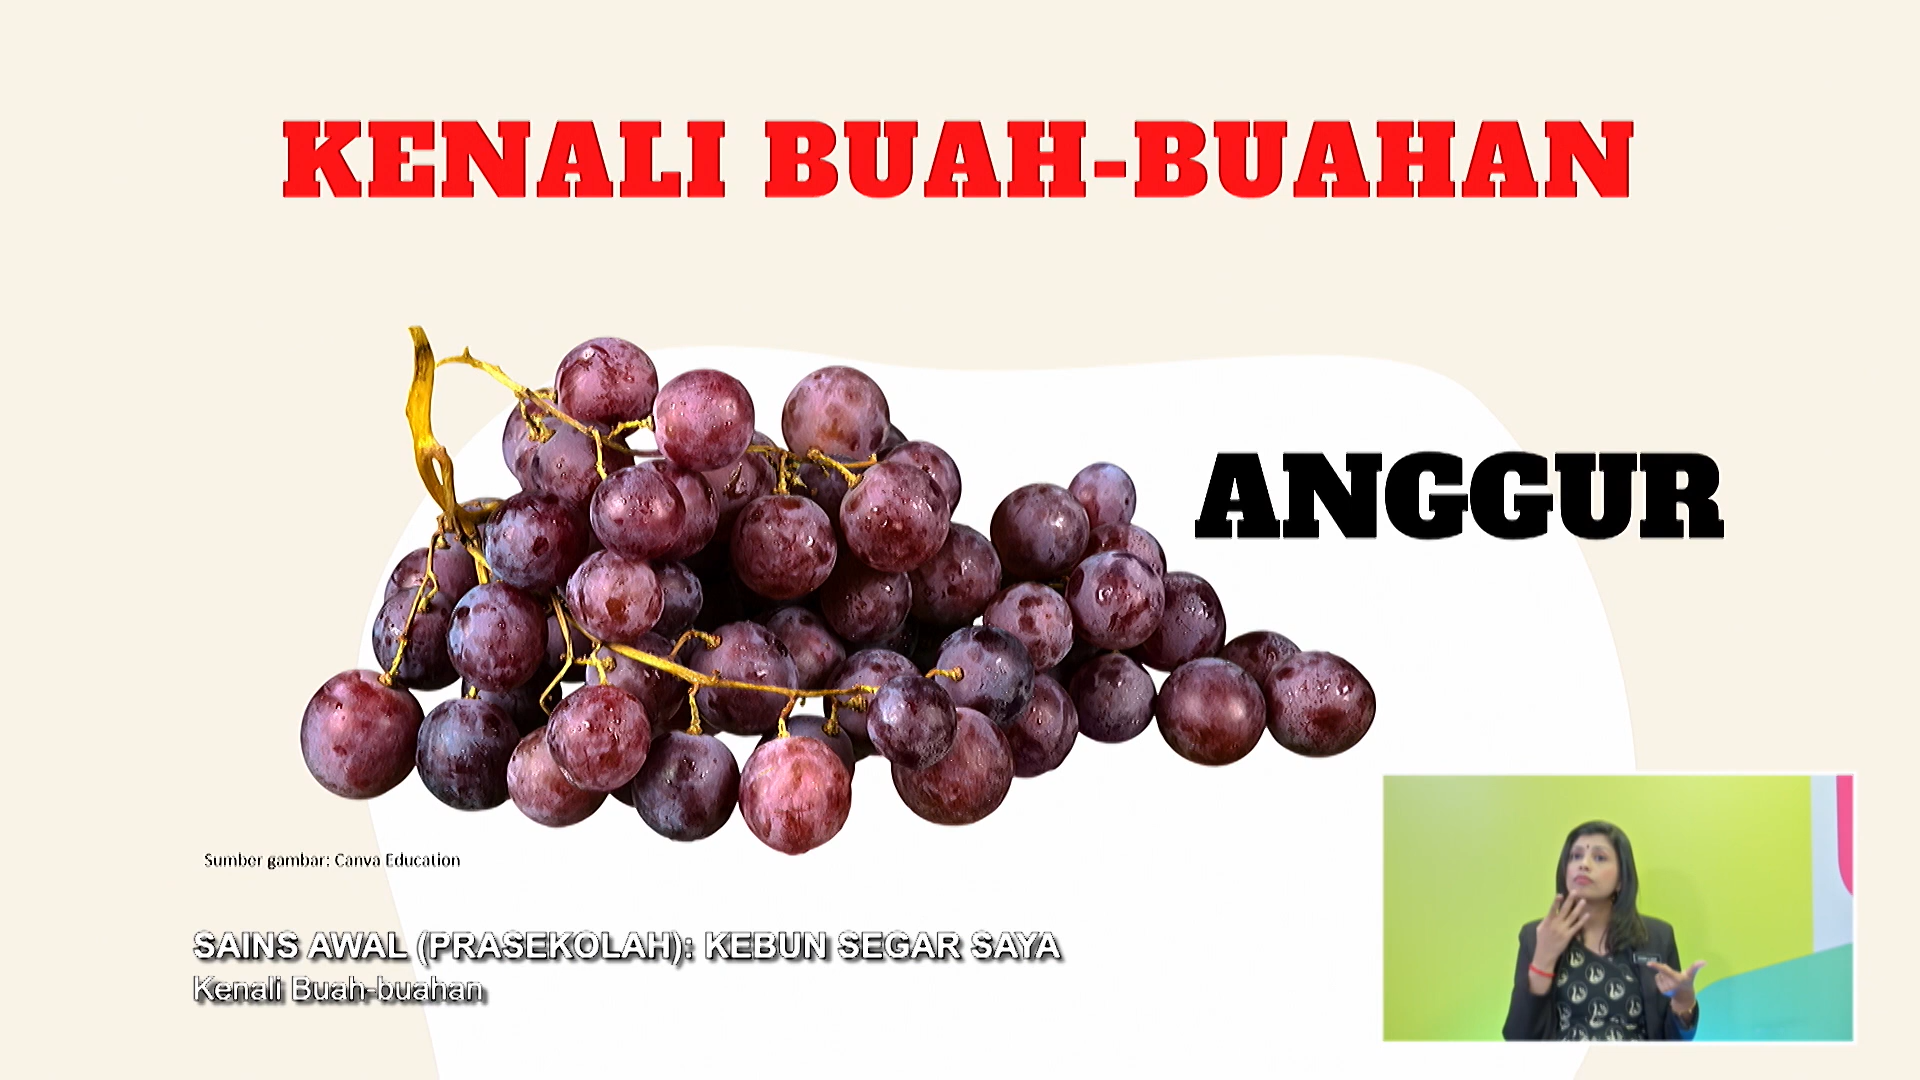 KENALI BUAH-BUAHAN
ANGGUR
Sumber gambar: Canva Education
SAINS AWAL (PRASEKOLAH): KEBUN SEGAR SAYA
Kenali Buah-buahan